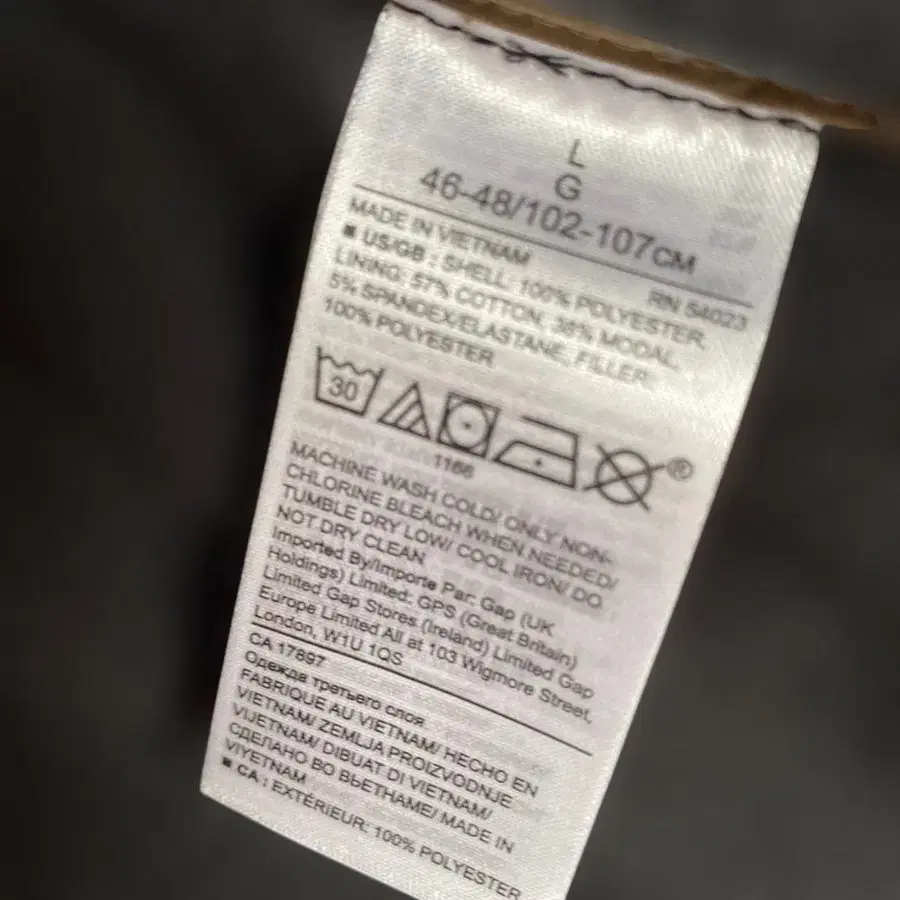 L
G
46-48/102-107CM
MADE IN VIETNAM
RN 54023
■ US/GB : SHELL: 100% POLYESTER,
LINING: 57% COTTON, 38% MODAL,
5% SPANDEX/ELASTANE, FILLER:
100% POLYESTER
30
1166
®
MACHINE WASH COLD/ ONLY NON-
CHLORINE BLEACH WHEN NEEDED/
TUMBLE DRY LOW/ COOL IRON/ DO
NOT DRY CLEAN
Imported By/Importe Par: Gap (UK
Holdings) Limited: GPS (Great Britain)
Limited Gap Stores (Ireland) Limited Gap
Europe Limited All at 103 Wigmore Street,
London, W1U 1QS
CA 17897
Одежда третьего слоя
FABRIQUE AU VIETNAM/ HECHO EN
VIETNAM/ ZEMLJA PROIZVODNJE
VIJETNAM/ DIBUAT DI VIETNAM/
СДЕЛАНО ВО ВЬЕТНАМЕ/ MADE IN
VIYETNAM
■ CA : EXTÉRIEUR: 100% POLYESTER